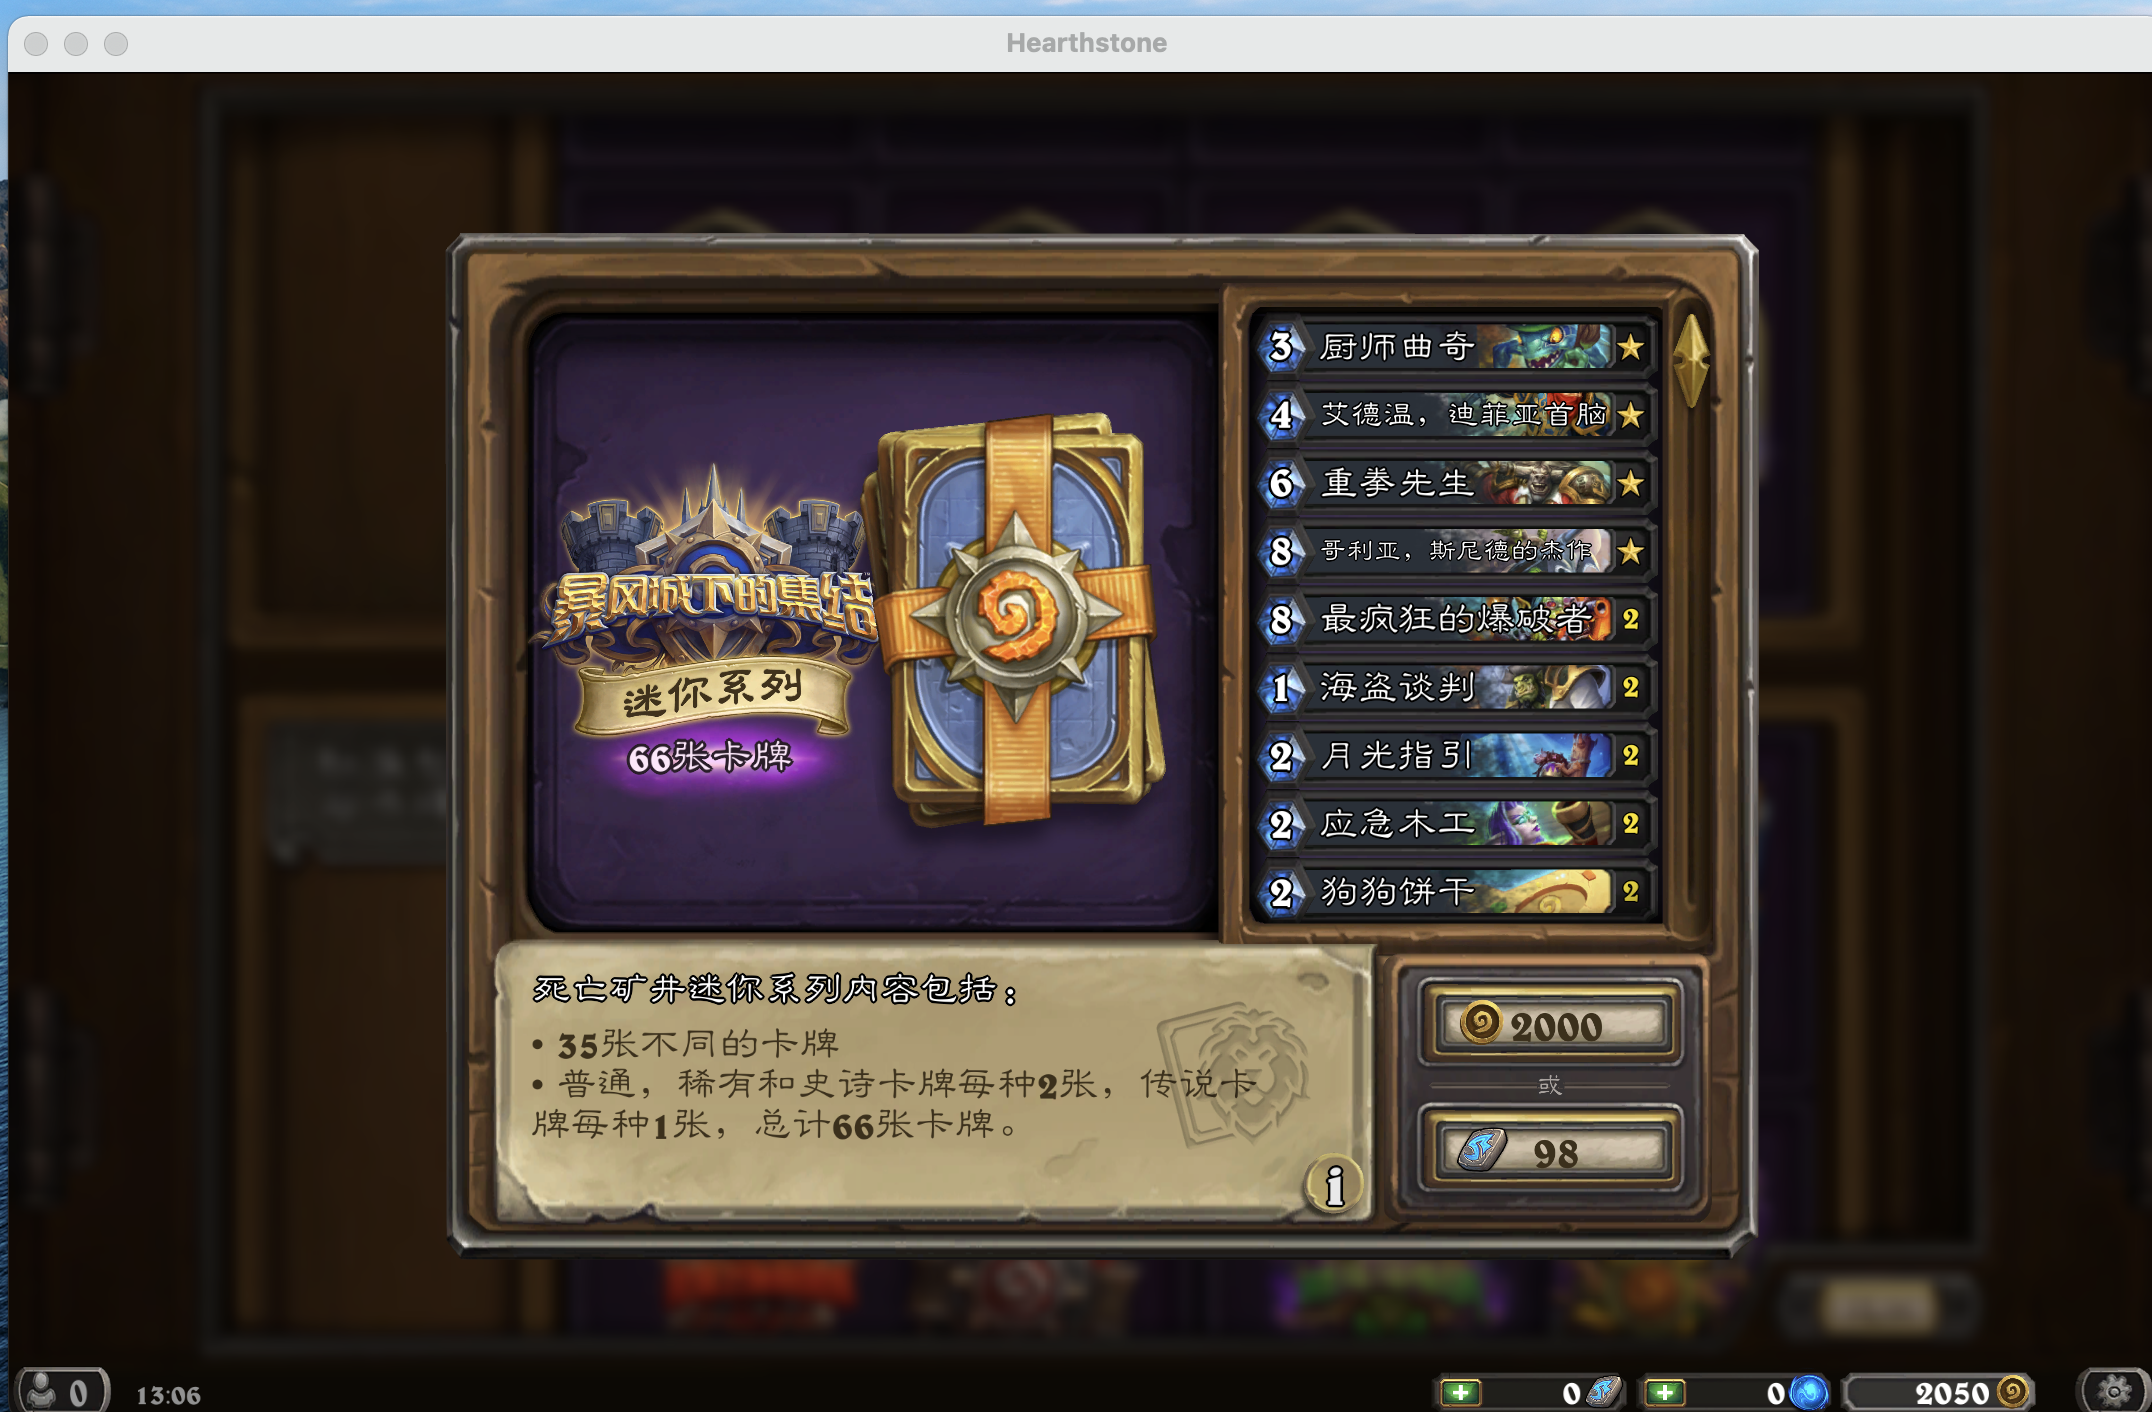 Hearthstone
暴风城下的集结
迷你系列
66张卡牌
3 厨师曲奇
4 艾德温，迪菲亚首脑
6 重拳先生
8 哥利亚，斯尼德的杰作
8 最疯狂的爆破者 2
1 海盗谈判 2
2 月光指引 2
2 应急木工 2
2 狗狗饼干 2
死亡矿井迷你系列内容包括：
• 35张不同的卡牌
• 普通，稀有和史诗卡牌每种2张，传说卡
牌每种1张，总计66张卡牌。
i
2000
或
98
0
13:06
0
0
2050